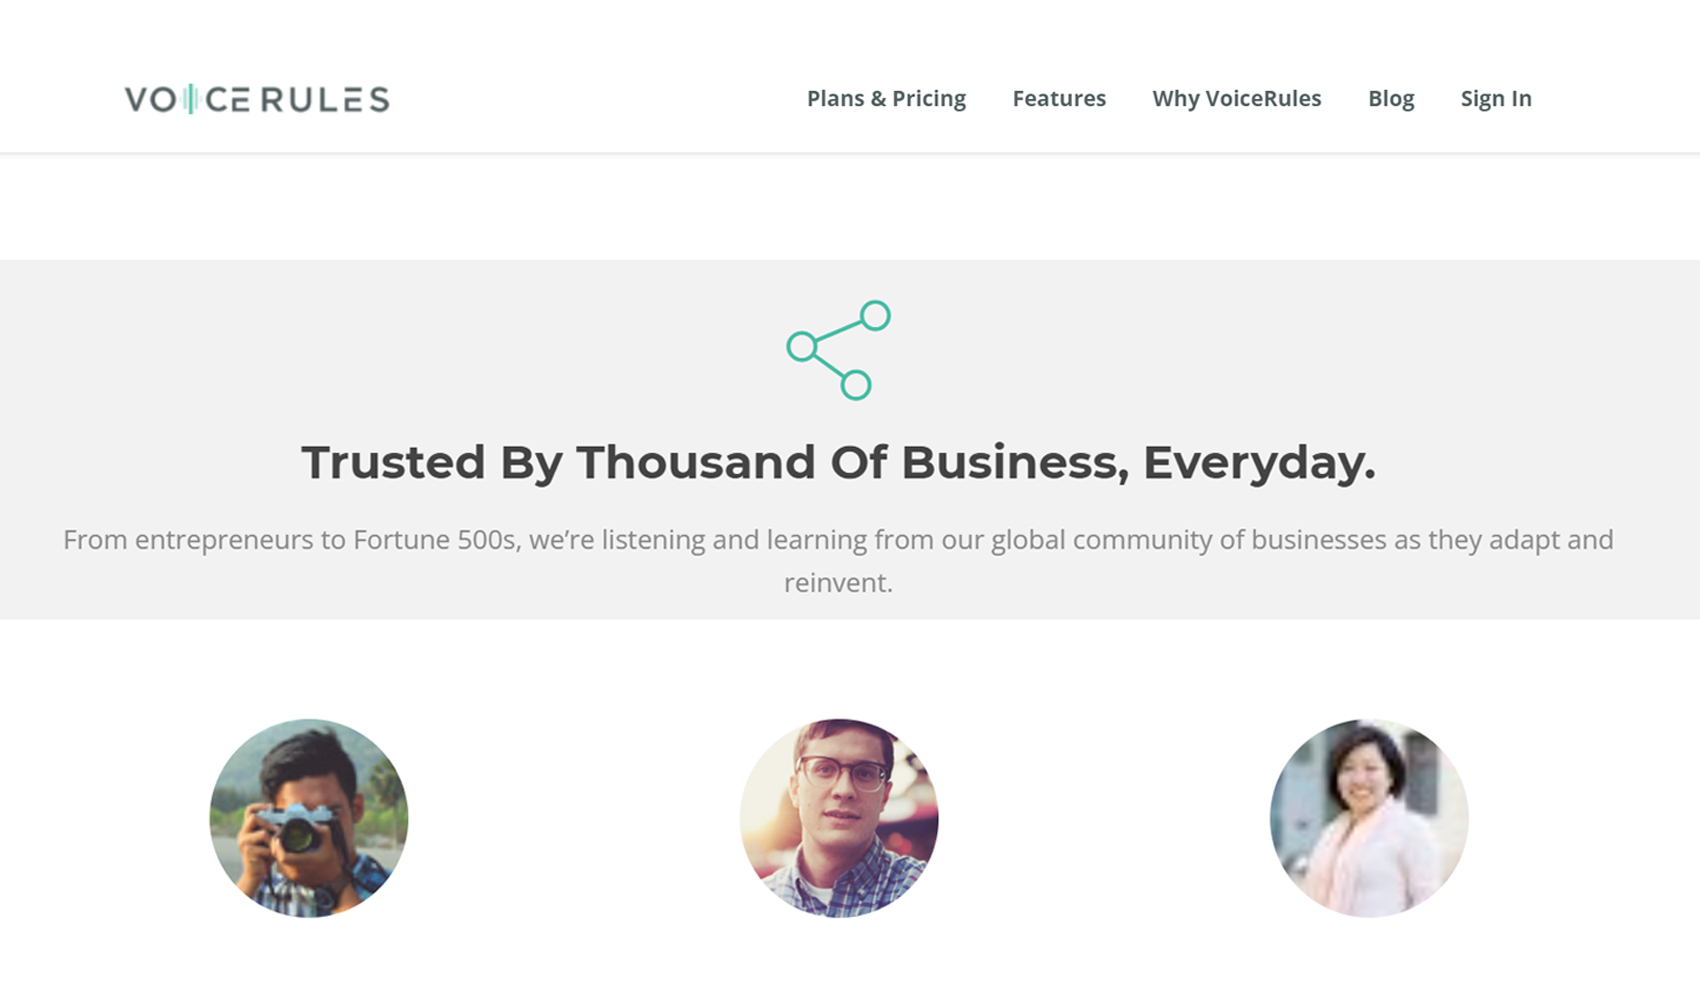 VOICERULES
Plans & Pricing
Features
Why VoiceRules
Blog
Sign In
Trusted By Thousand Of Business, Everyday.
From entrepreneurs to Fortune 500s, we’re listening and learning from our global community of businesses as they adapt and
reinvent.